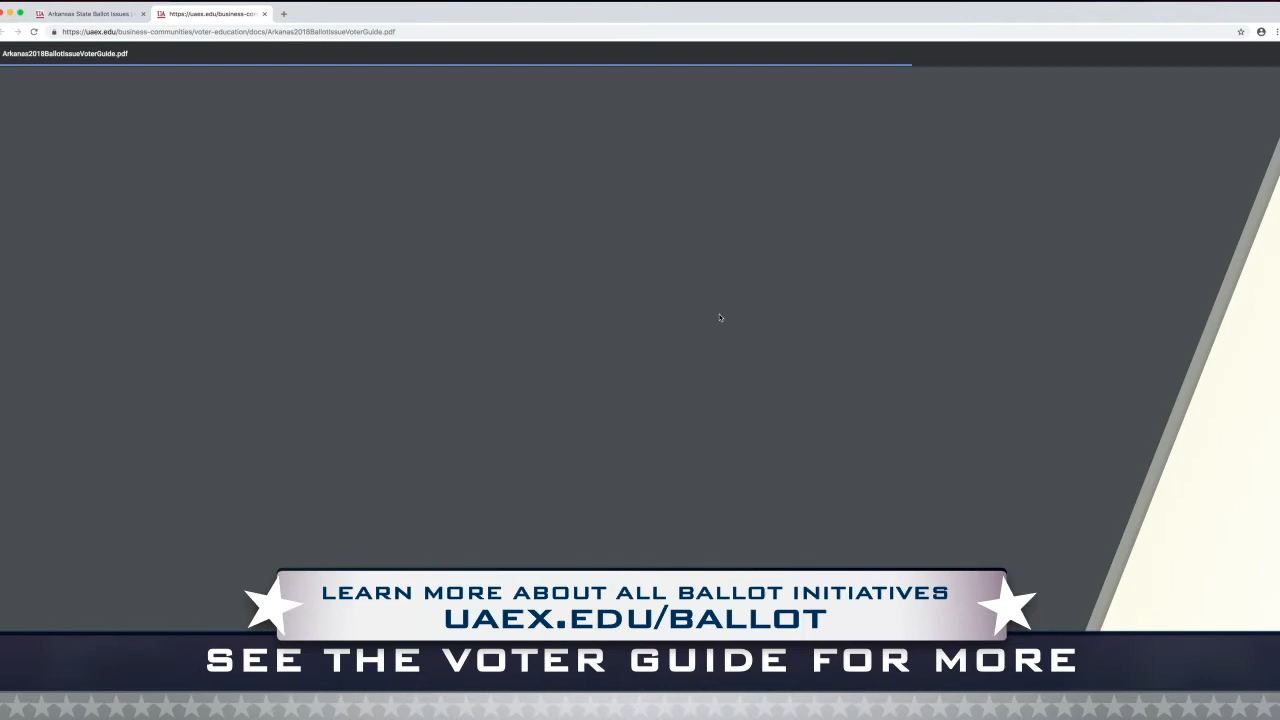 Arkansas State Ballot Issues |
https://uaex.edu/business-com
https://uaex.edu/business-communities/voter-education/docs/Arkanas2018BallotIssueVoterGuide.pdf
Arkanas2018BallotIssueVoterGuide.pdf
LEARN MORE ABOUT ALL BALLOT INITIATIVES
UAEX.EDU/BALLOT
SEE THE VOTER GUIDE FOR MORE